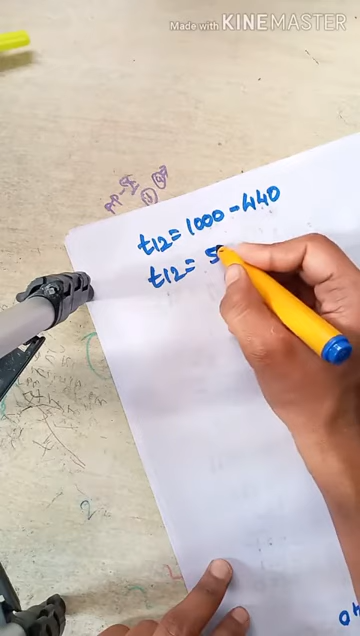 Made with KINEMASTER
t12 = 1000 - 440
t12 = 5